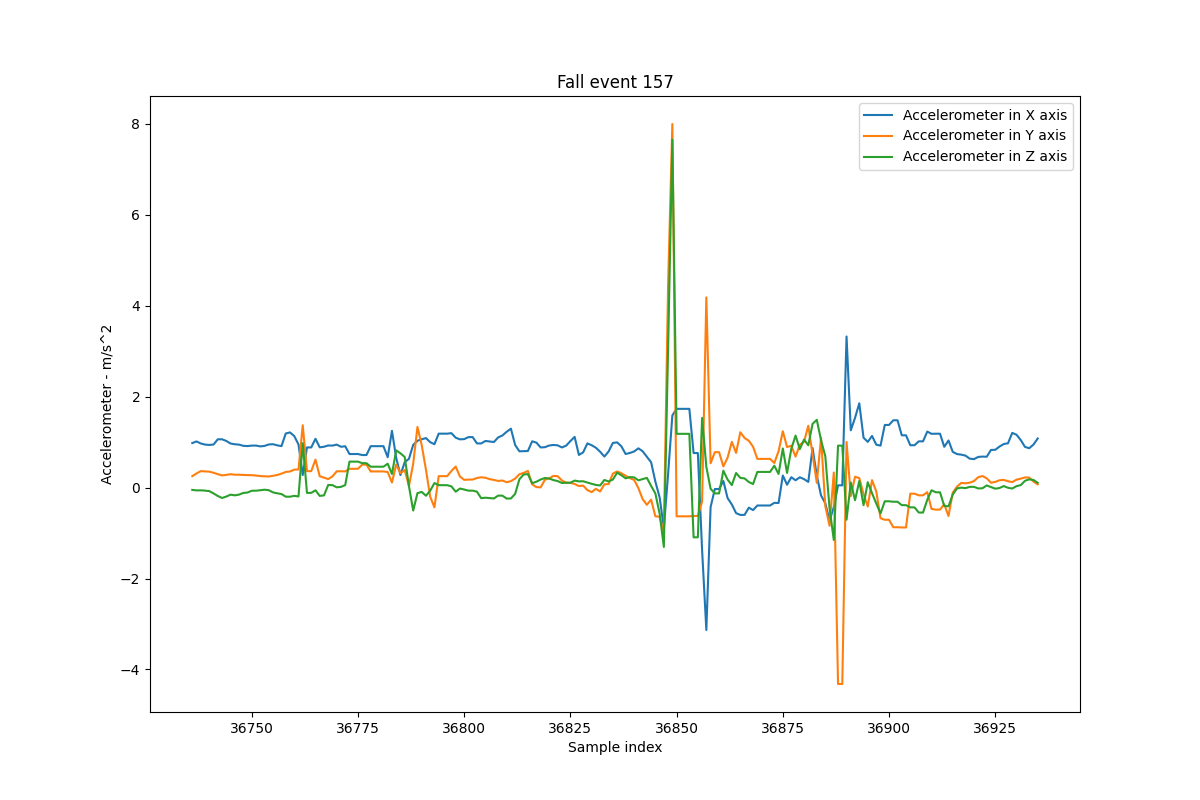 Fall event 157
Accelerometer in X axis
Accelerometer in Y axis
Accelerometer in Z axis
8
6
4
2
0
−2
−4
Accelerometer - m/s^2
36750 36775 36800 36825 36850 36875 36900 36925
Sample index